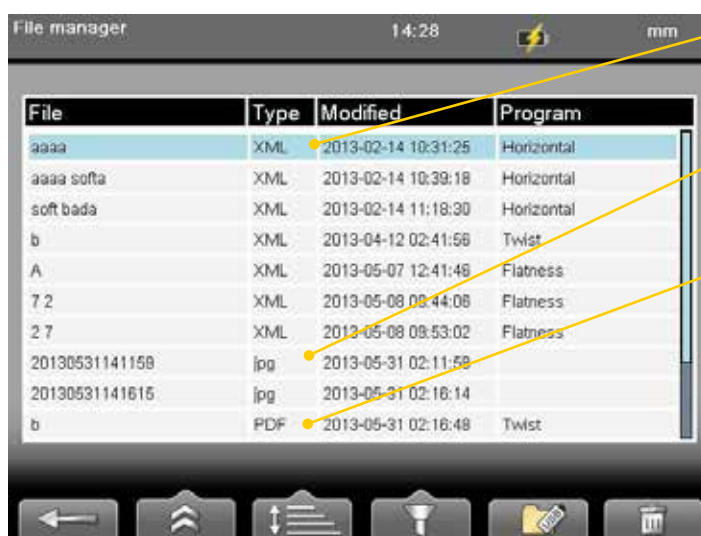 File manager 14:28 mm
File Type Modified Program
aaaa XML 2013-02-14 10:31:25 Horizontal
aaaa softa XML 2013-02-14 10:39:18 Horizontal
soft bada XML 2013-02-14 11:18:30 Horizontal
b XML 2013-04-12 02:41:56 Twist
A XML 2013-05-07 12:41:46 Flatness
7 2 XML 2013-05-08 09:44:06 Flatness
2 7 XML 2013-05-08 09:53:02 Flatness
20130531141159 jpg 2013-05-31 02:11:58
20130531141615 jpg 2013-05-31 02:16:14
b PDF 2013-05-31 02:16:48 Twist
USB